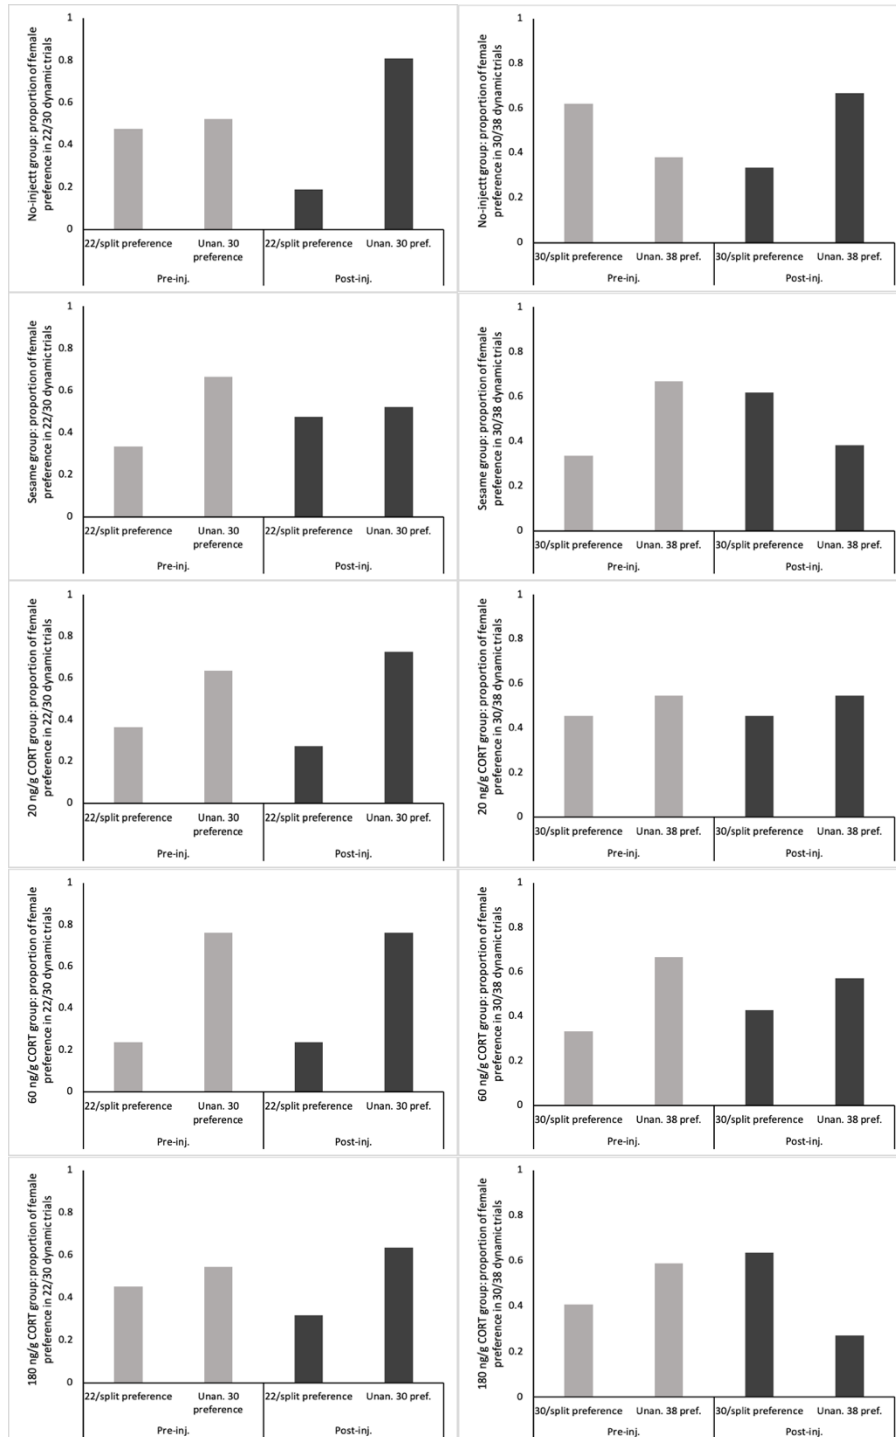 No-injectt group: proportion of female
preference in 22/30 dynamic trials
1
0.8
0.6
0.4
0.2
0
22/split preference
Unan. 30
preference
22/split preference
Unan. 30 pref.
Pre-inj.
Post-inj.
No-injectt group: proportion of female
preference in 30/38 dynamic trials
1
0.8
0.6
0.4
0.2
0
30/split preference
Unan. 38 pref.
30/split preference
Unan. 38 pref.
Pre-inj.
Post-inj.
Sesame group: proportion of female
preference in 22/30 dynamic trials
1
0.8
0.6
0.4
0.2
0
22/split preference
Unan. 30
preference
22/split preference
Unan. 30 pref.
Pre-inj.
Post-inj.
Sesame group: proportion of female
preference in 30/38 dynamic trials
1
0.8
0.6
0.4
0.2
0
30/split preference
Unan. 38 pref.
30/split preference
Unan. 38 pref.
Pre-inj.
Post-inj.
20 ng/g CORT group: proportion of female
preference in 22/30 dynamic trials
1
0.8
0.6
0.4
0.2
0
22/split preference
Unan. 30
preference
22/split preference
Unan. 30 pref.
Pre-inj.
Post-inj.
20 ng/g CORT group: proportion of female
preference in 30/38 dynamic trials
1
0.8
0.6
0.4
0.2
0
30/split preference
Unan. 38 pref.
30/split preference
Unan. 38 pref.
Pre-inj.
Post-inj.
60 ng/g CORT group: proportion of female
preference in 22/30 dynamic trials
1
0.8
0.6
0.4
0.2
0
22/split preference
Unan. 30
preference
22/split preference
Unan. 30 pref.
Pre-inj.
Post-inj.
60 ng/g CORT group: proportion of female
preference in 30/38 dynamic trials
1
0.8
0.6
0.4
0.2
0
30/split preference
Unan. 38 pref.
30/split preference
Unan. 38 pref.
Pre-inj.
Post-inj.
180 ng/g CORT group: proportion of female
preference in 22/30 dynamic trials
1
0.8
0.6
0.4
0.2
0
22/split preference
Unan. 30
preference
22/split preference
Unan. 30 pref.
Pre-inj.
Post-inj.
180 ng/g CORT group: proportion of female
preference in 30/38 dynamic trials
1
0.8
0.6
0.4
0.2
0
30/split preference
Unan. 38 pref.
30/split preference
Unan. 38 pref.
Pre-inj.
Post-inj.